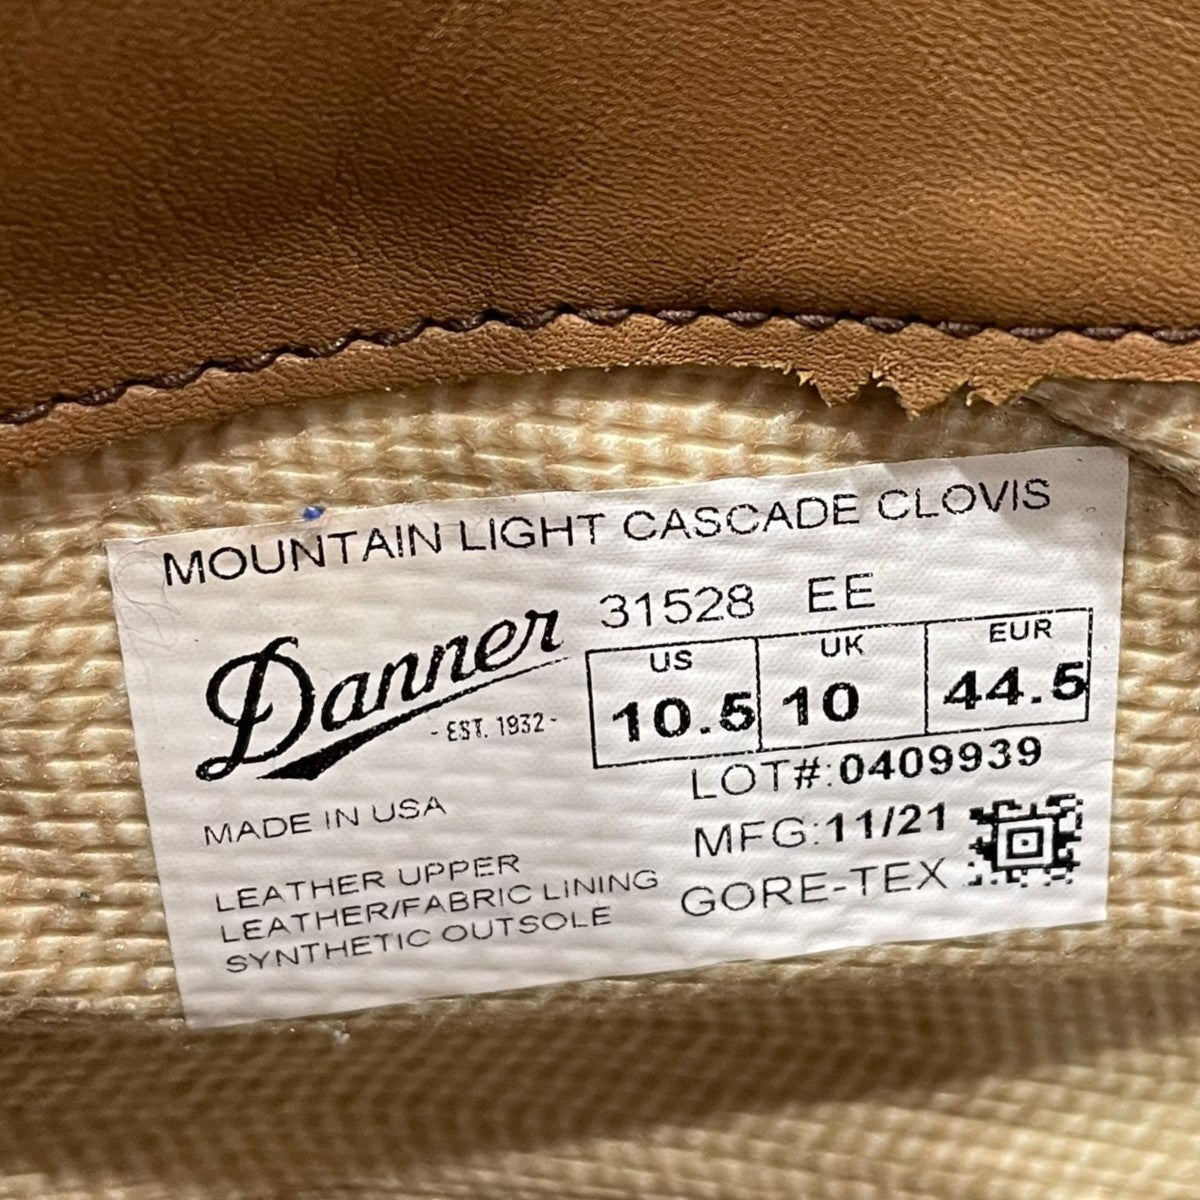 MOUNTAIN LIGHT CASCADE CLOVIS
Danner
- EST. 1932 -
31528 EE
US UK EUR
10.5 10 44.5
LOT#:0409939
MFG:11/21
GORE-TEX
MADE IN USA
LEATHER UPPER
LEATHER/FABRIC LINING
SYNTHETIC OUTSOLE